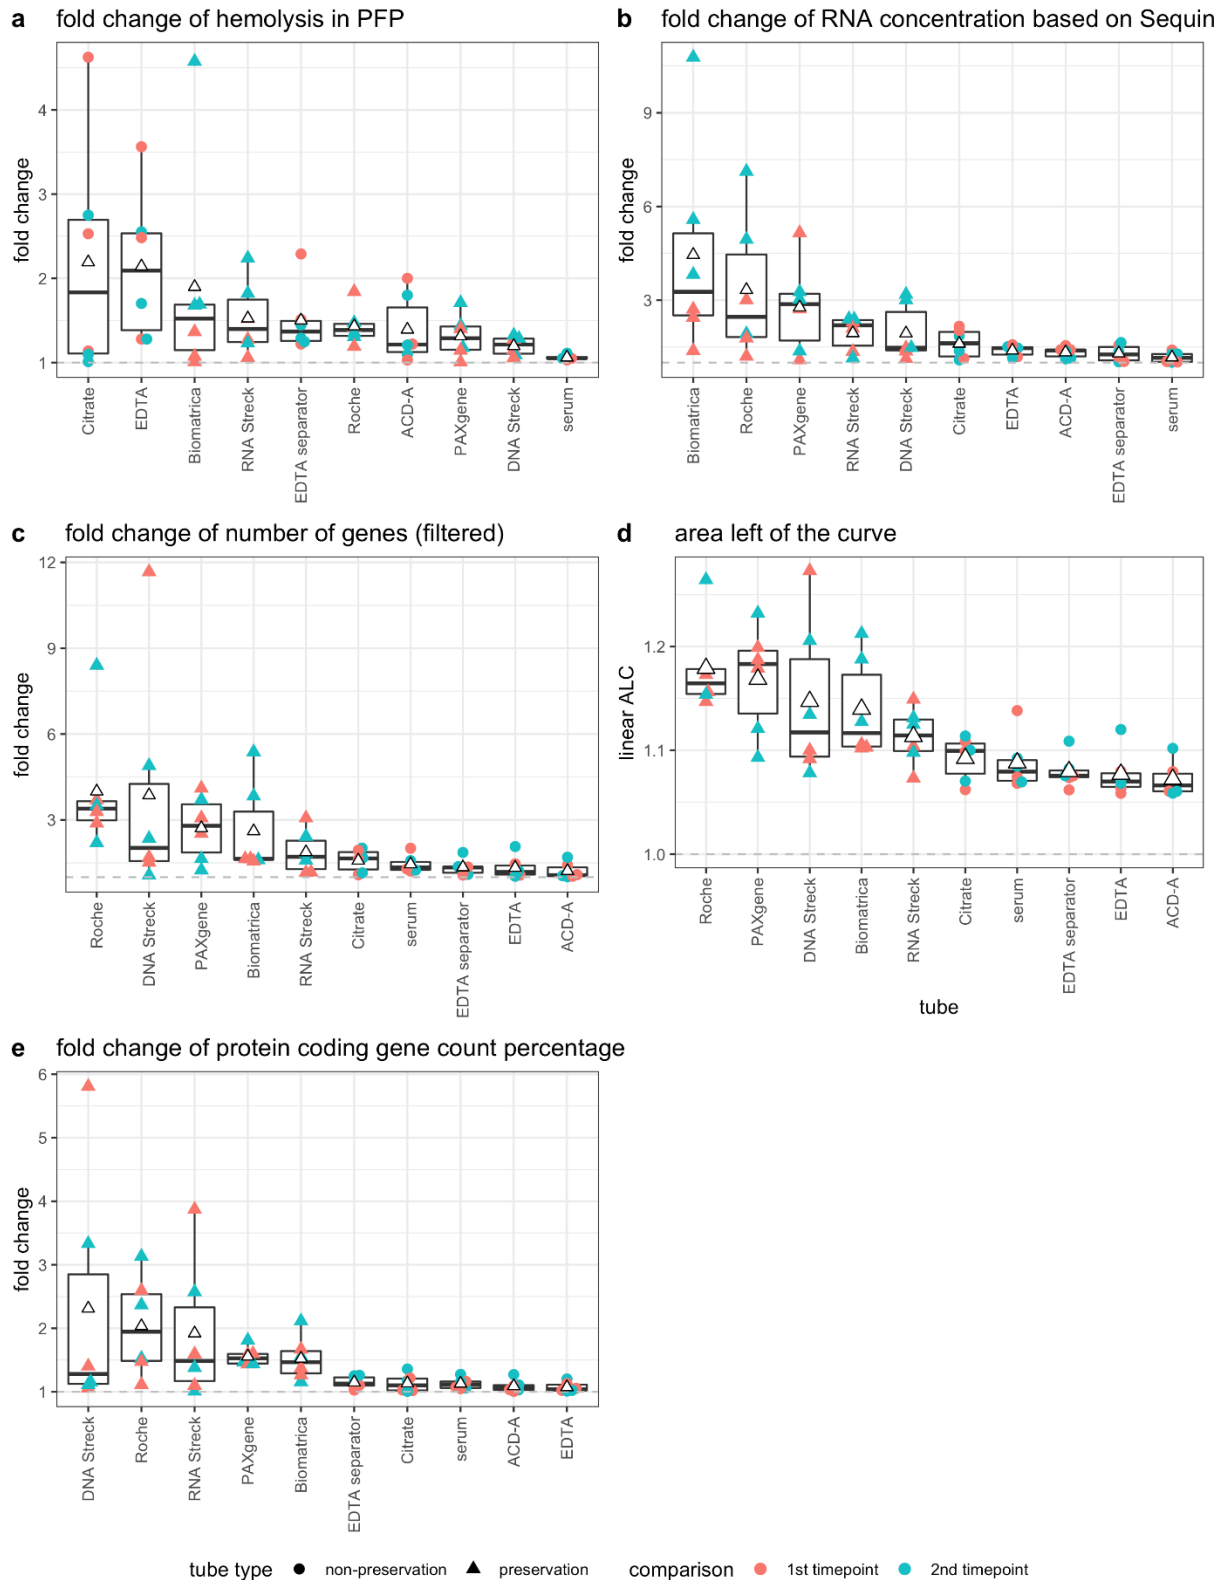 a fold change of hemolysis in PFP
fold change
4
3
2
1
Citrate
EDTA
Biomatrica
RNA Streck
EDTA separator
Roche
ACD-A
PAXgene
DNA Streck
serum
b fold change of RNA concentration based on Sequin
fold change
9
6
3
Biomatrica
Roche
PAXgene
RNA Streck
DNA Streck
Citrate
EDTA
ACD-A
EDTA separator
serum
c fold change of number of genes (filtered)
fold change
12
9
6
3
Roche
DNA Streck
PAXgene
Biomatrica
RNA Streck
Citrate
serum
EDTA separator
EDTA
ACD-A
d area left of the curve
linear ALC
1.2
1.1
1.0
Roche
PAXgene
DNA Streck
Biomatrica
RNA Streck
Citrate
serum
EDTA separator
EDTA
ACD-A
tube
e fold change of protein coding gene count percentage
fold change
6
5
4
3
2
1
DNA Streck
Roche
RNA Streck
PAXgene
Biomatrica
EDTA separator
Citrate
serum
ACD-A
EDTA
tube type non-preservation preservation comparison 1st timepoint 2nd timepoint